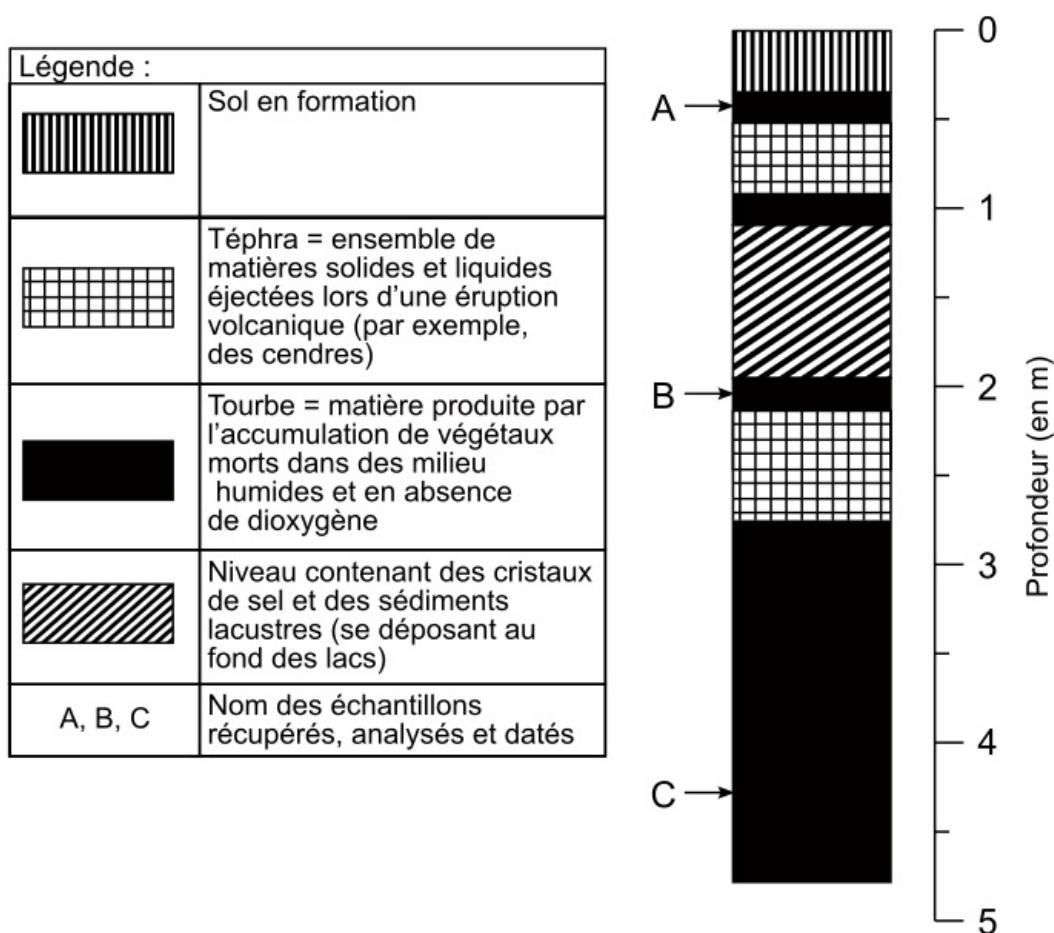 Légende :
Sol en formation
Téphra = ensemble de
matières solides et liquides
éjectées lors d'une éruption
volcanique (par exemple,
des cendres)
Tourbe = matière produite par
l'accumulation de végétaux
morts dans des milieu
humides et en absence
de dioxygène
Niveau contenant des cristaux
de sel et des sédiments
lacustres (se déposant au
fond des lacs)
A, B, C
Nom des échantillons
récupérés, analysés et datés
A
B
C
0
1
2
3
4
5
Profondeur (en m)